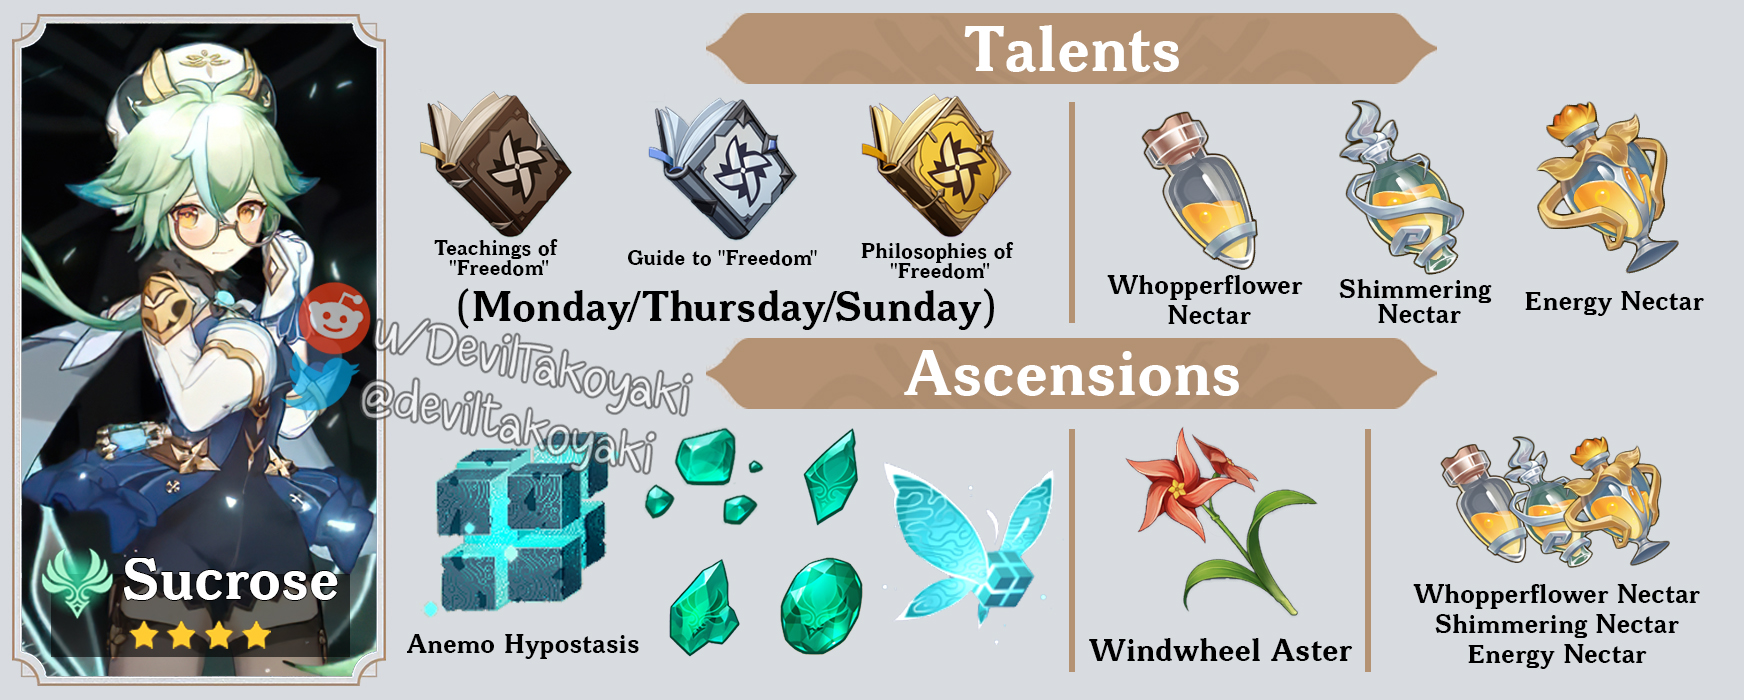 Talents
Teachings of
"Freedom"
Guide to "Freedom"
Philosophies of
"Freedom"
(Monday/Thursday/Sunday)
Whopperflower
Nectar
Shimmering
Nectar
Energy Nectar
u/DevilTakoyaki
@deviltakoyaki
Ascensions
Sucrose
Anemo Hypostasis
Windwheel Aster
Whopperflower Nectar
Shimmering Nectar
Energy Nectar